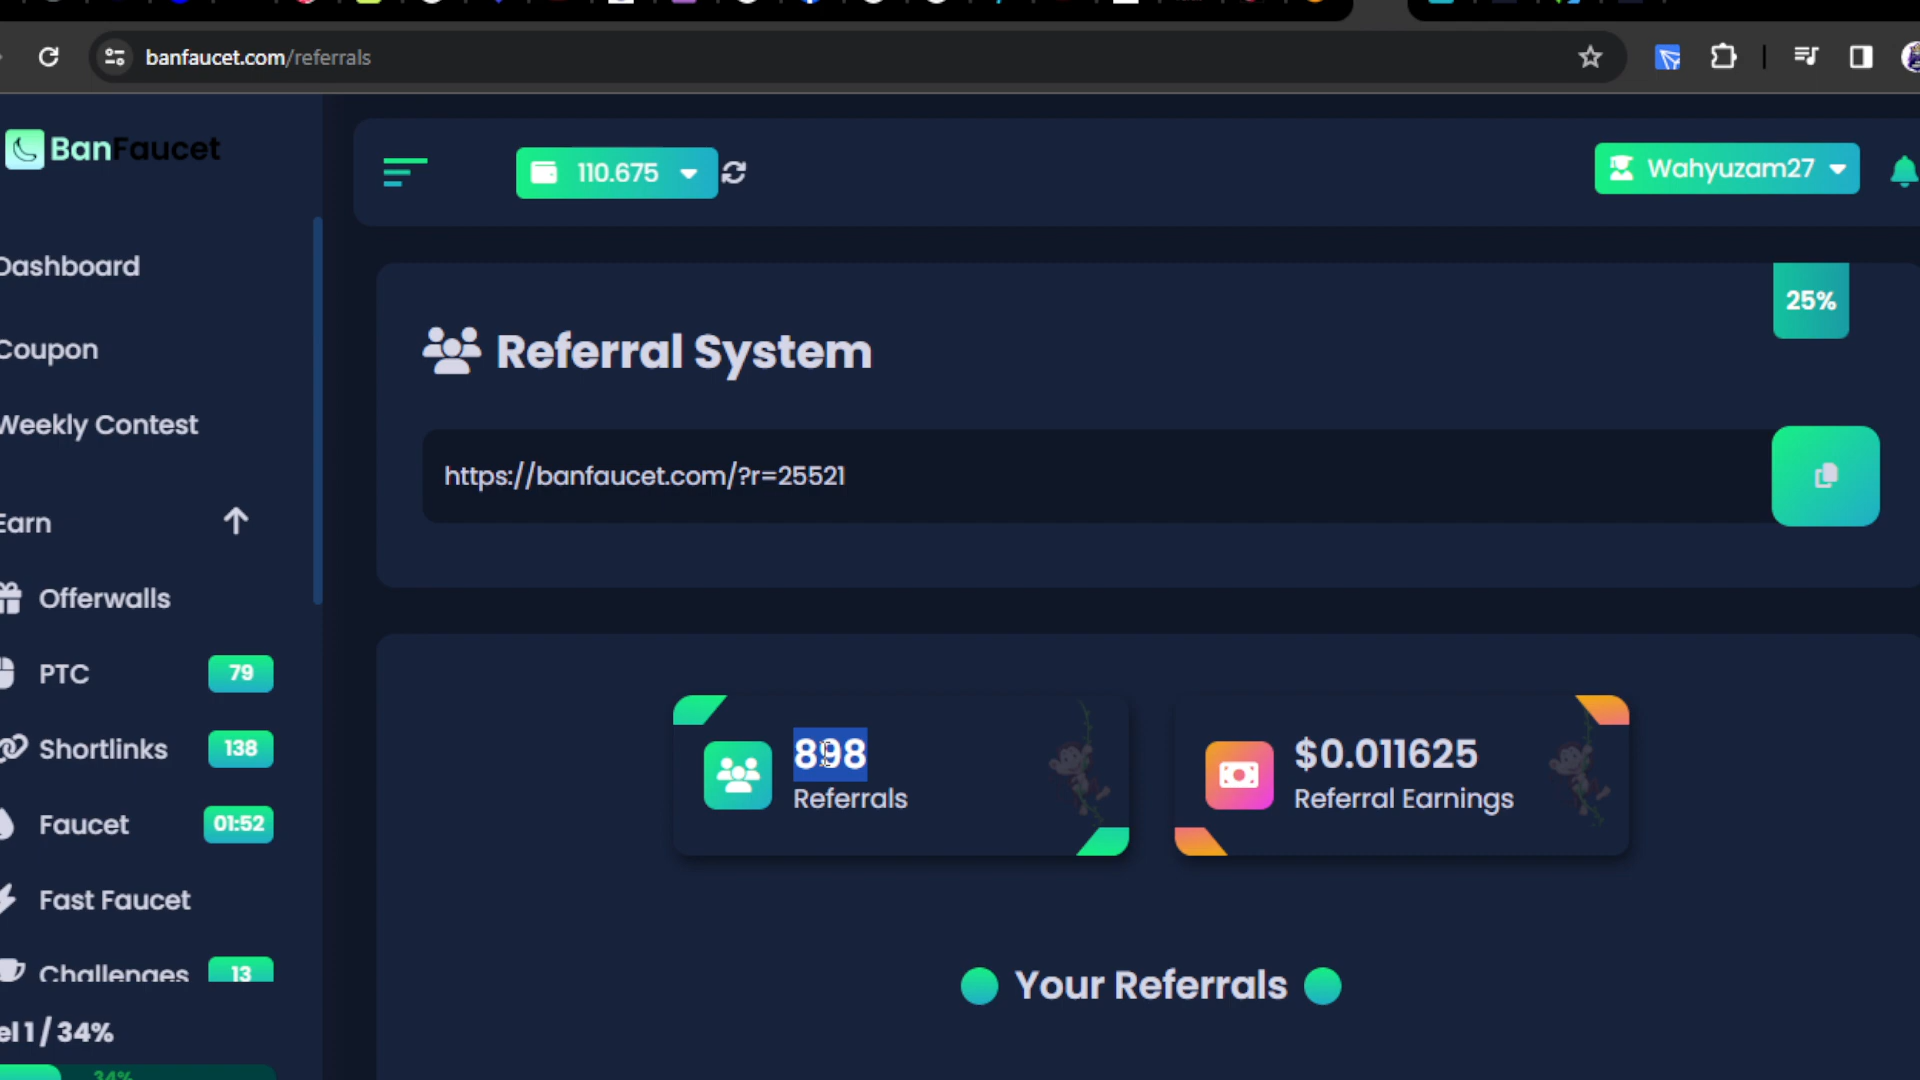 banfaucet.com/referrals
BanFaucet
110.675
Wahyuzam27
Dashboard
Coupon
Weekly Contest
Earn
Offerwalls
PTC 79
Shortlinks 138
Faucet 01:52
Fast Faucet
Challenges 13
el 1 / 34%
34%
25%
Referral System
https://banfaucet.com/?r=25521
898
Referrals
$0.011625
Referral Earnings
Your Referrals